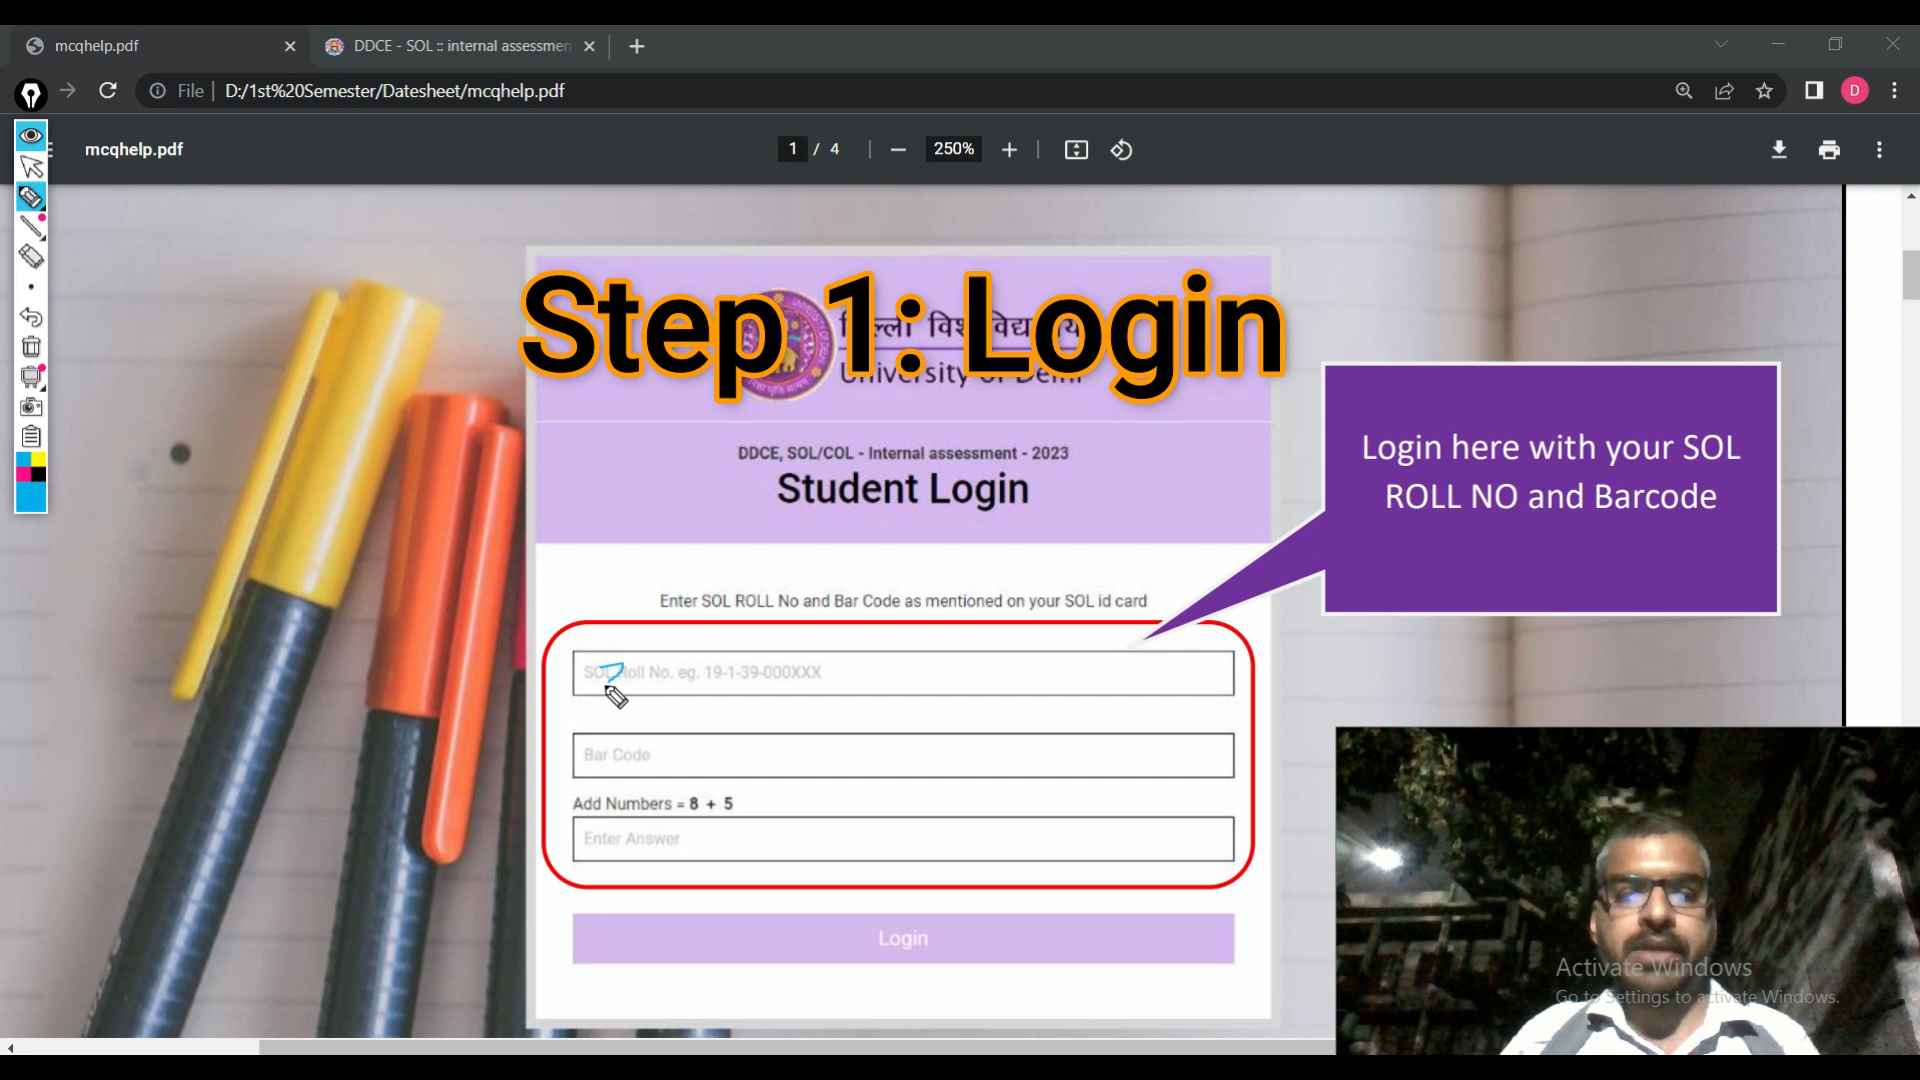 mcqhelp.pdf
DDCE - SOL :: internal assessmen
File
D:/1st%20Semester/Datesheet/mcqhelp.pdf
D
mcqhelp.pdf
1 / 4
250%
Step 1: Login
University of Delhi
DDCE, SOL/COL - Internal assessment - 2023
Student Login
Login here with your SOL
ROLL NO and Barcode
Enter SOL ROLL No and Bar Code as mentioned on your SOL id card
SOL Roll No. eg. 19-1-39-000XXX
Bar Code
Add Numbers = 8 + 5
Enter Answer
Login
Activate Windows
Go to Settings to activate Windows.